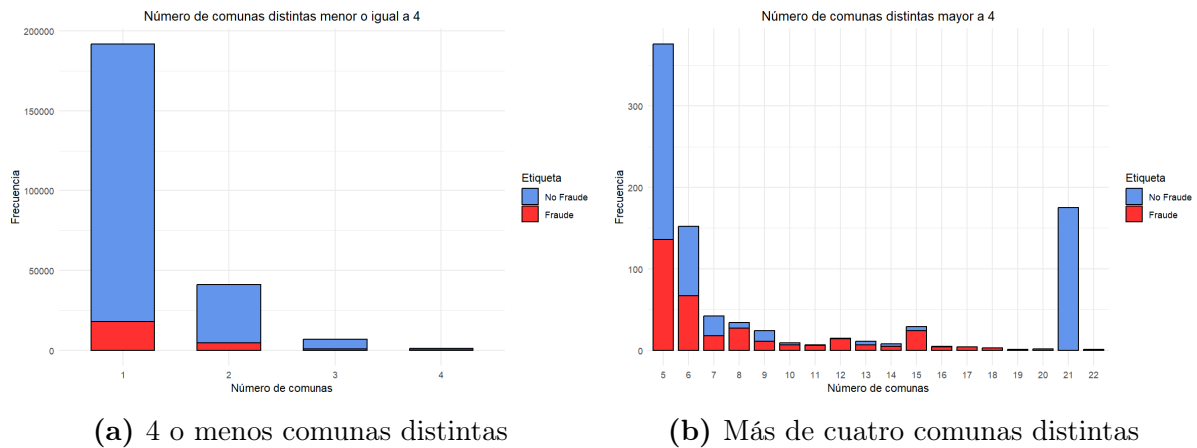 Número de comunas distintas menor o igual a 4
200000
150000
100000
50000
0
Frecuencia
1 2 3 4
Número de comunas
Etiqueta
No Fraude
Fraude
(a) 4 o menos comunas distintas
Número de comunas distintas mayor a 4
300
200
100
0
Frecuencia
5 6 7 8 9 10 11 12 13 14 15 16 17 18 19 20 21 22
Número de comunas
Etiqueta
No Fraude
Fraude
(b) Más de cuatro comunas distintas